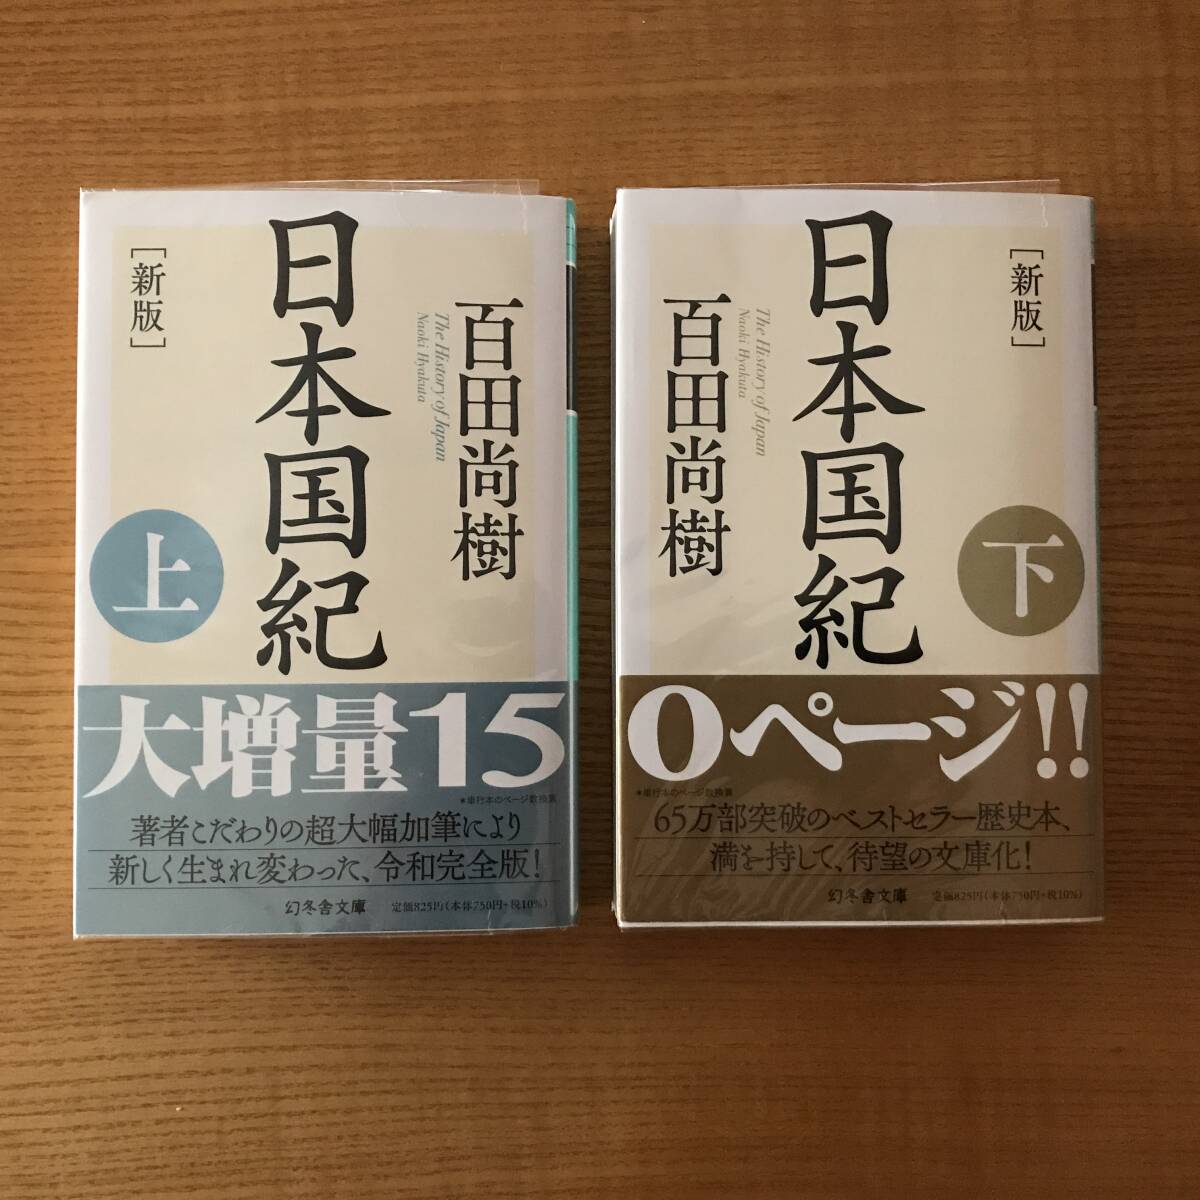 [新版]
日本国紀
百田尚樹
The History of Japan
Naoki Hyakuta
上
大増量15
*単行本のページ数換算
著者こだわりの超大幅加筆により
新しく生まれ変わった、令和完全版!
幻冬舎文庫
定価825円(本体750円+税10%)
[新版]
日本国紀
百田尚樹
The History of Japan
Naoki Hyakuta
下
0ページ!!
*単行本のページ数換算
65万部突破のベストセラー歴史本、
満を持して、待望の文庫化!
幻冬舎文庫
定価825円(本体750円+税10%)